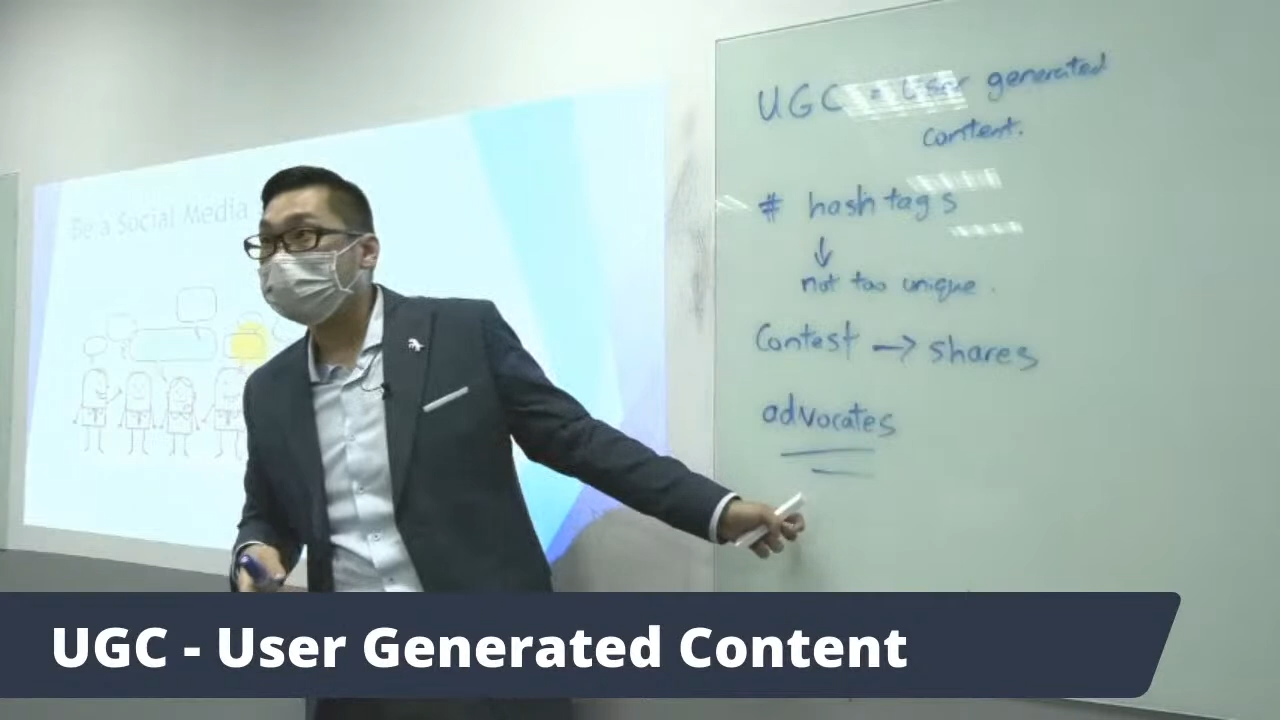 Be a Social Media
UGC = User generated
content.
# hashtags
↓
not too unique.
Contest → shares
advocates
UGC - User Generated Content